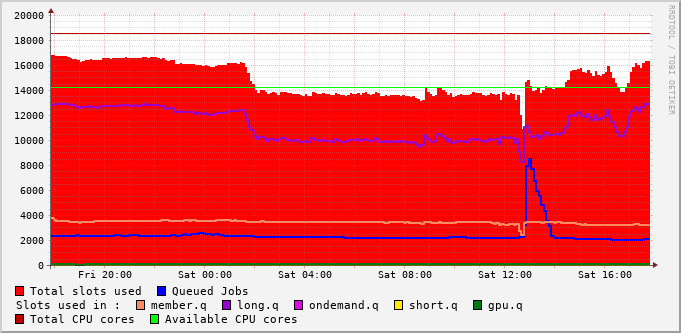 20000
18000
16000
14000
12000
10000
8000
6000
4000
2000
0
Fri 20:00 Sat 00:00 Sat 04:00 Sat 08:00 Sat 12:00 Sat 16:00
RRDTOOL / TOBI OETIKER
Total slots used Queued Jobs
Slots used in : member.q long.q ondemand.q short.q gpu.q
Total CPU cores Available CPU cores